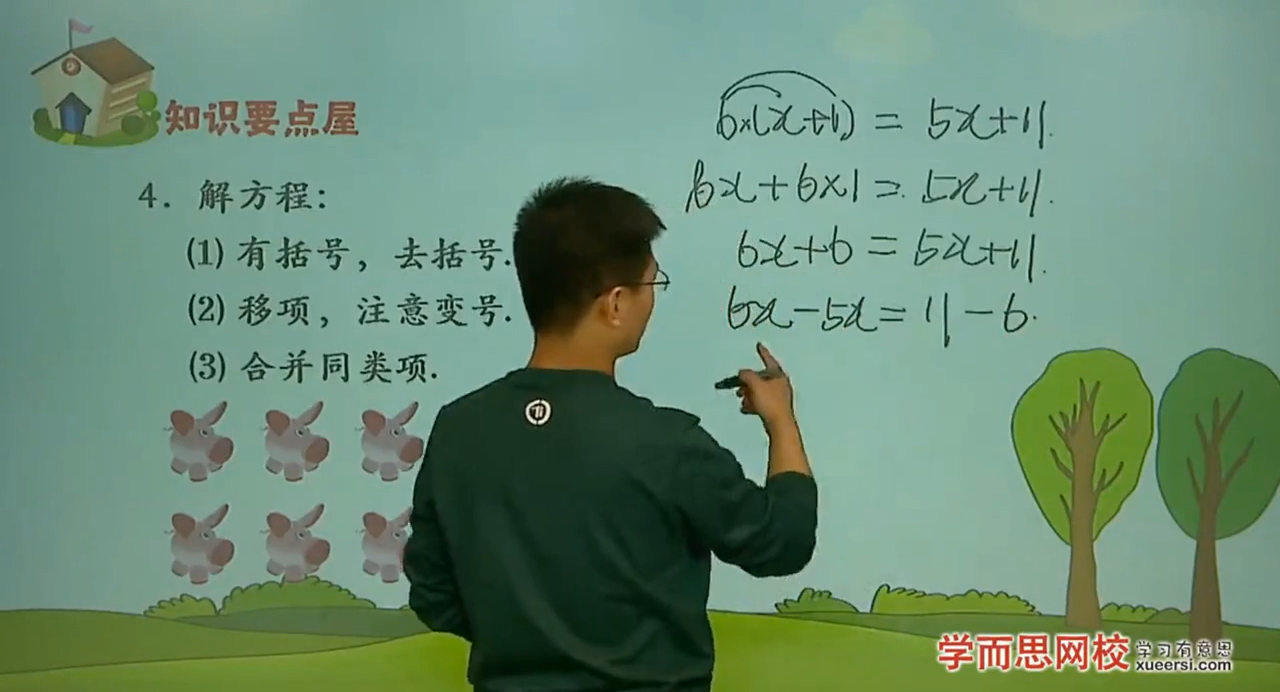 知识要点屋
4. 解方程：
(1) 有括号，去括号.
(2) 移项，注意变号.
(3) 合并同类项.
6×(x+1) = 5x+11.
6x+6×1 = 5x+11.
6x+6 = 5x+11.
6x-5x = 11-6.
学而思网校 学习有意思
xueersi.com